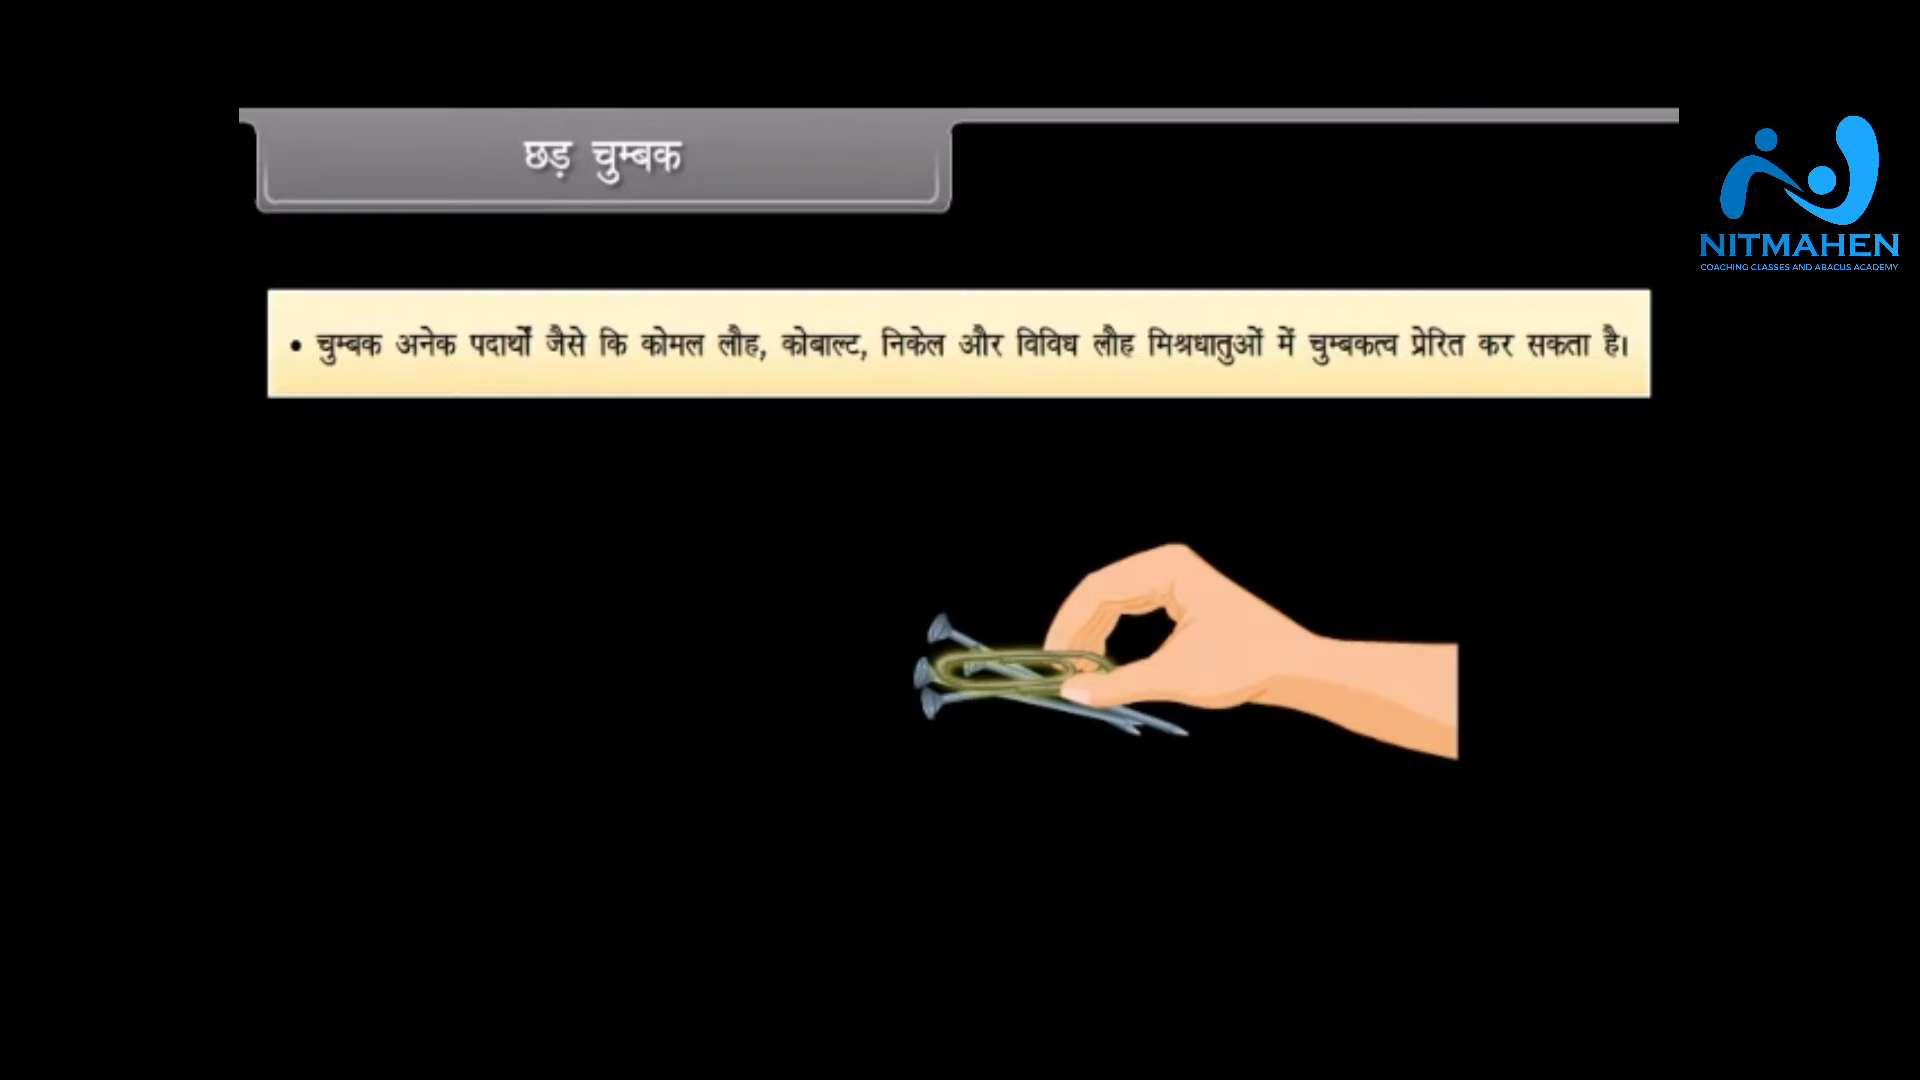 छड़ चुम्बक
NITMAHEN
COACHING CLASSES AND ABACUS ACADEMY
• चुम्बक अनेक पदार्थों जैसे कि कोमल लौह, कोबाल्ट, निकेल और विविध लौह मिश्रधातुओं में चुम्बकत्व प्रेरित कर सकता है।